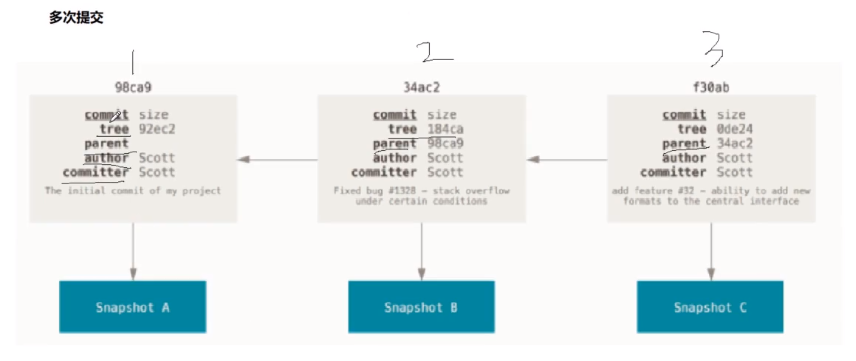 多次提交
1 2 3
98ca9 34ac2 f30ab
commit size
tree 92ec2
parent
author Scott
committer Scott
The initial commit of my project
commit size
tree 184ca
parent 98ca9
author Scott
committer Scott
Fixed bug #1328 - stack overflow
under certain conditions
commit size
tree 0de24
parent 34ac2
author Scott
committer Scott
add feature #32 - ability to add new
formats to the central interface
Snapshot A Snapshot B Snapshot C